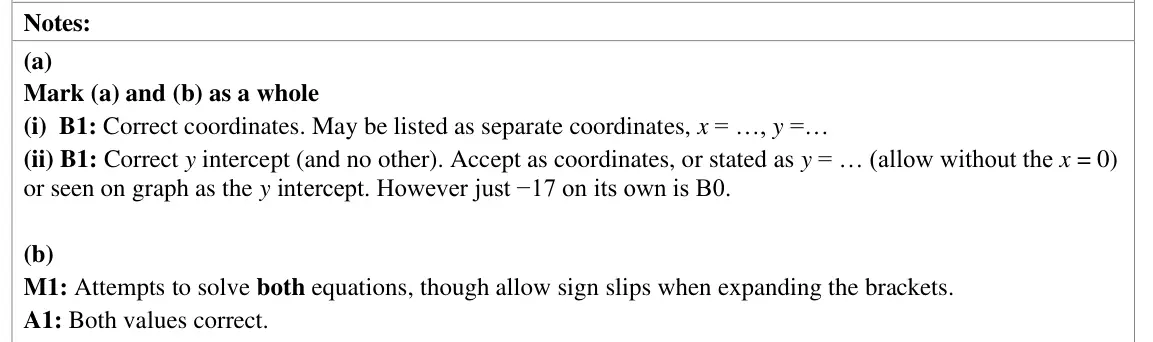 Notes:
(a)
Mark (a) and (b) as a whole
(i) B1: Correct coordinates. May be listed as separate coordinates, x = …, y =…
(ii) B1: Correct y intercept (and no other). Accept as coordinates, or stated as y = … (allow without the x = 0)
or seen on graph as the y intercept. However just −17 on its own is B0.
(b)
M1: Attempts to solve both equations, though allow sign slips when expanding the brackets.
A1: Both values correct.